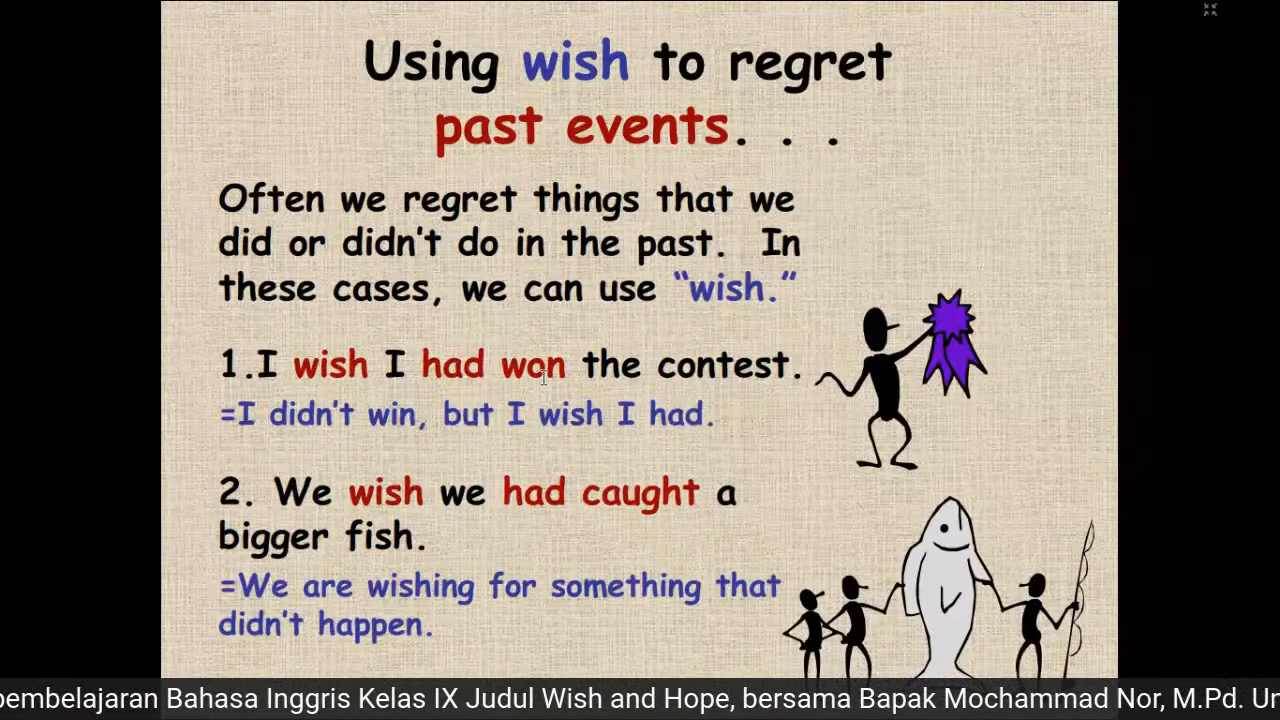 Using wish to regret
past events. . .
Often we regret things that we
did or didn't do in the past.  In
these cases, we can use “wish.”
1.I wish I had won the contest.
=I didn't win, but I wish I had.
2. We wish we had caught a
bigger fish.
=We are wishing for something that
didn't happen.
pembelajaran Bahasa Inggris Kelas IX Judul Wish and Hope, bersama Bapak Mochammad Nor, M.Pd. Un